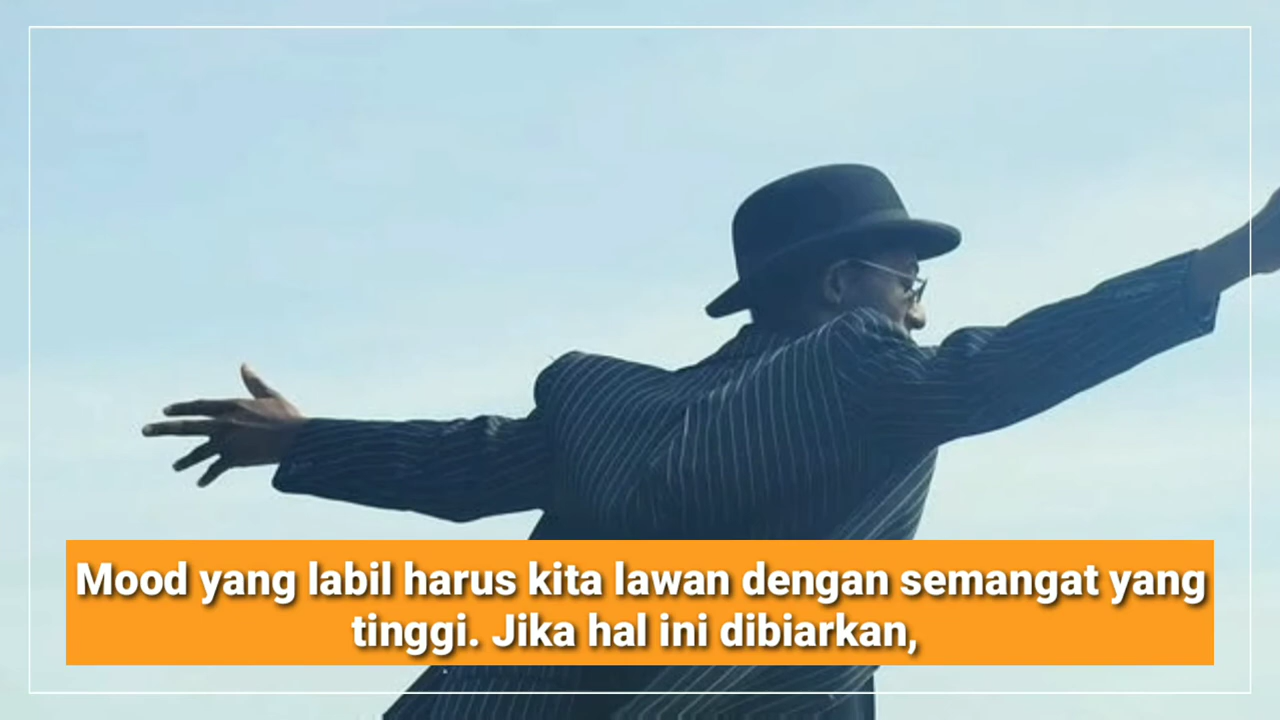 Mood yang labil harus kita lawan dengan semangat yang
tinggi. Jika hal ini dibiarkan,